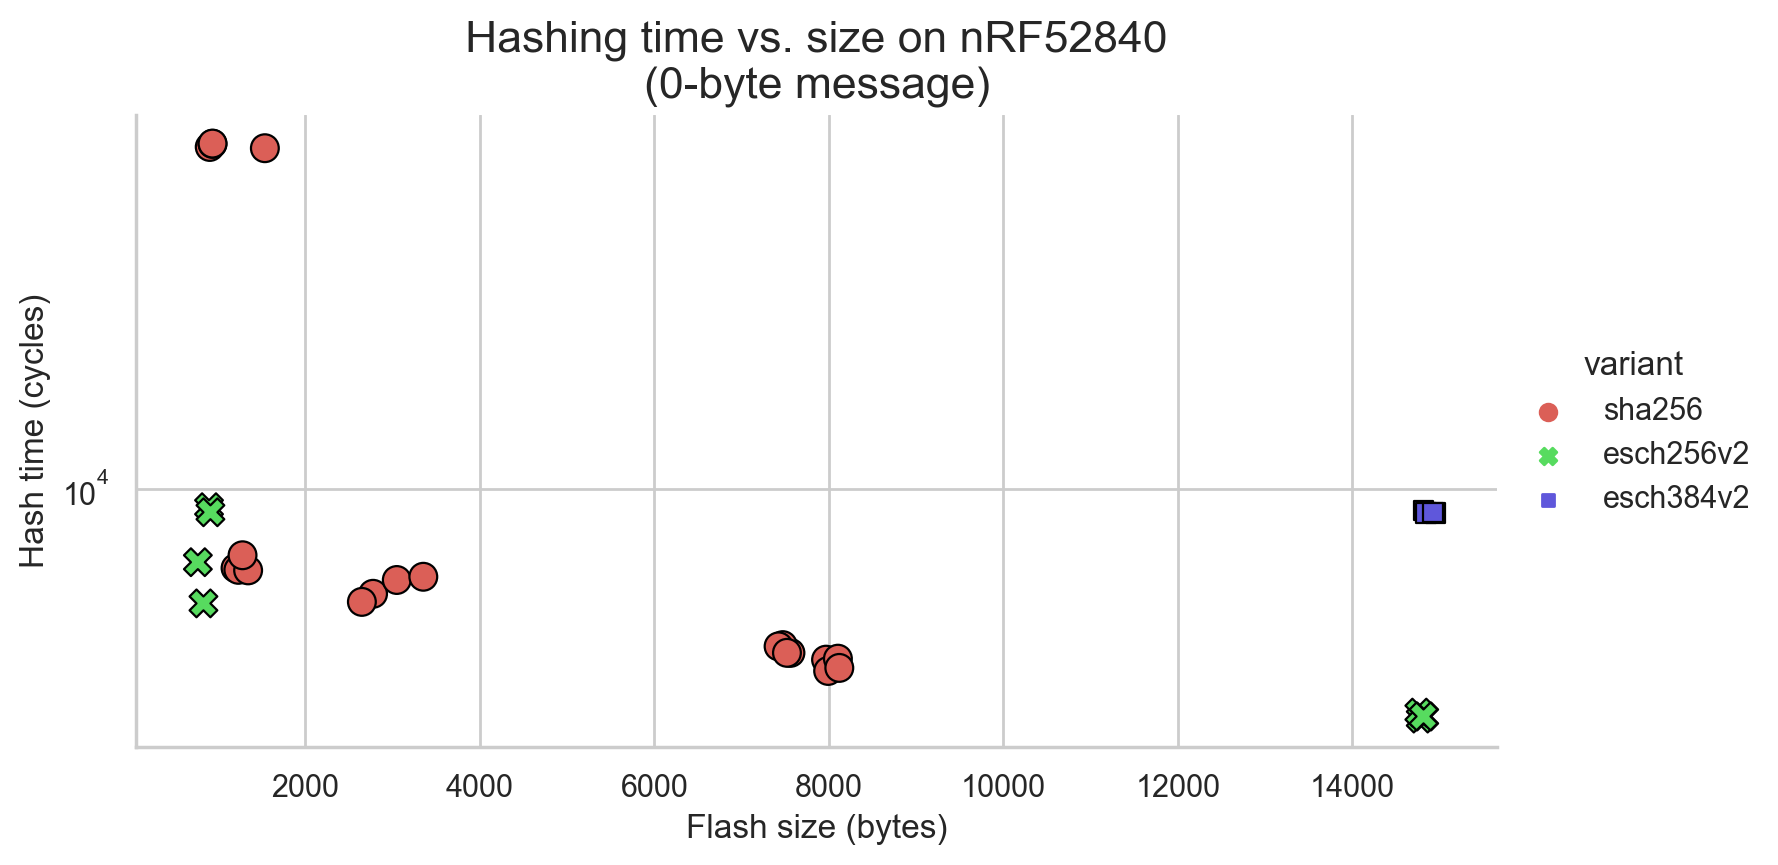 Hashing time vs. size on nRF52840
(0-byte message)
Hash time (cycles)
10^4
2000 4000 6000 8000 10000 12000 14000
Flash size (bytes)
variant
sha256
esch256v2
esch384v2